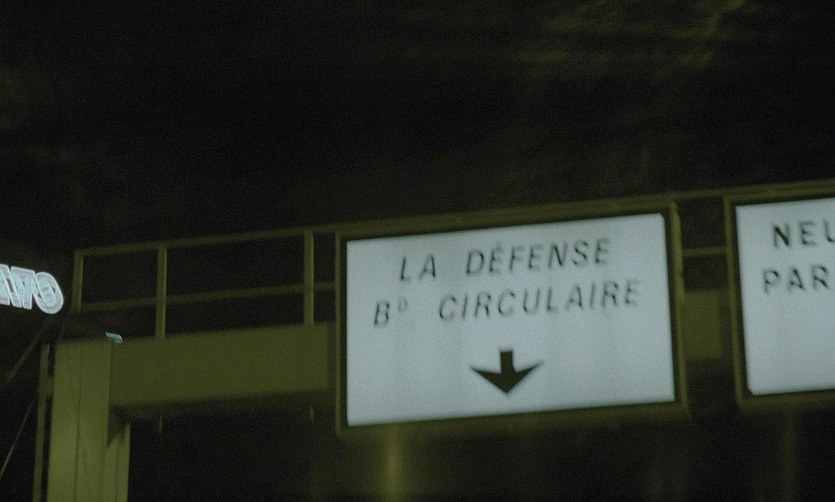 LA DÉFENSE
Bᴰ CIRCULAIRE
NEU
PAR